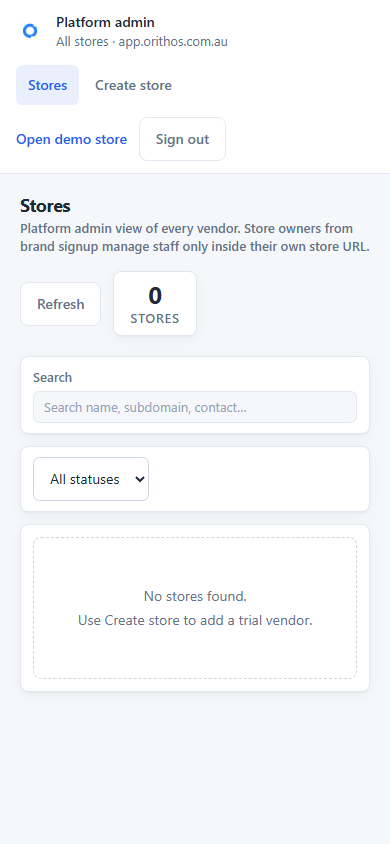 Platform admin
All stores · app.orithos.com.au
Stores
Create store
Open demo store
Sign out
Stores
Platform admin view of every vendor. Store owners from
brand signup manage staff only inside their own store URL.
Refresh
0
STORES
Search
Search name, subdomain, contact...
All statuses
No stores found.
Use Create store to add a trial vendor.